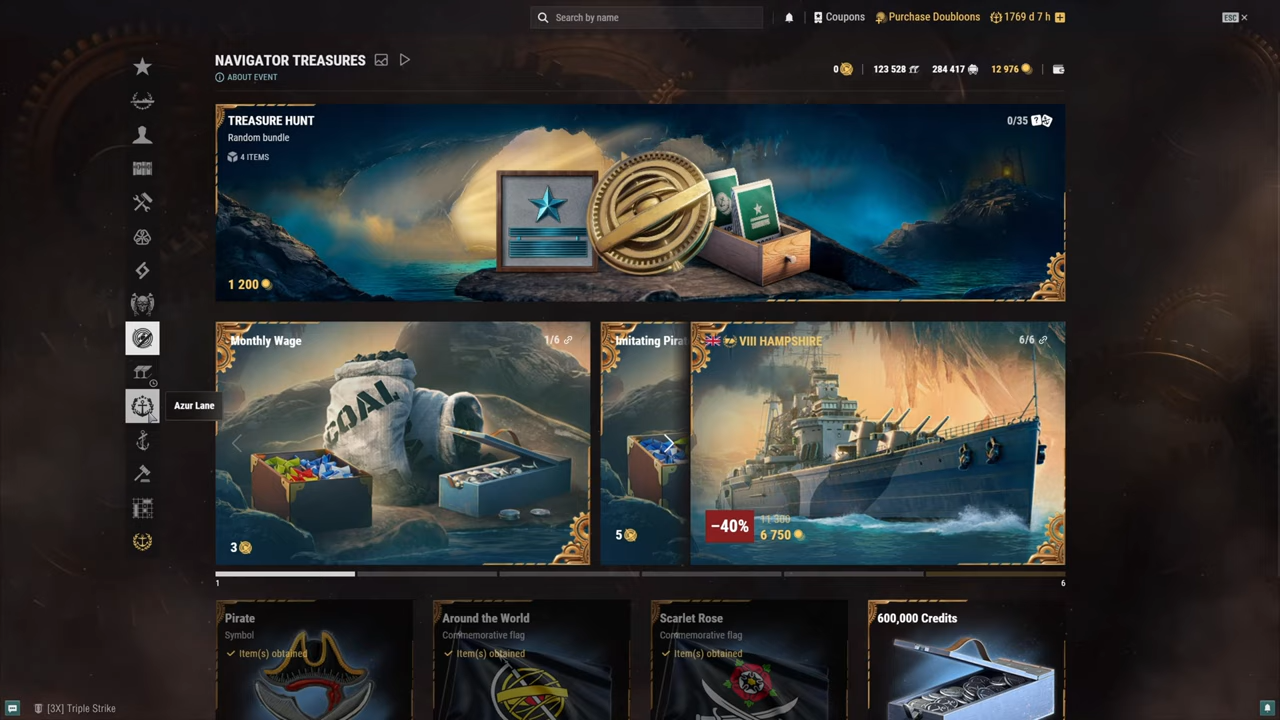 Search by name
Coupons
Purchase Doubloons
1769 d 7 h
ESC
NAVIGATOR TREASURES
ABOUT EVENT
0
123 528
284 417
12 976
TREASURE HUNT
Random bundle
4 ITEMS
0/35
1 200
Monthly Wage
1/6
COAL
3
Imitating Pira
5
VIII HAMPSHIRE
6/6
−40%
11 300
6 750
Azur Lane
1
6
Pirate
Symbol
Item(s) obtained
Around the World
Commemorative flag
Item(s) obtained
Scarlet Rose
Commemorative flag
Item(s) obtained
600,000 Credits
[3X] Triple Strike